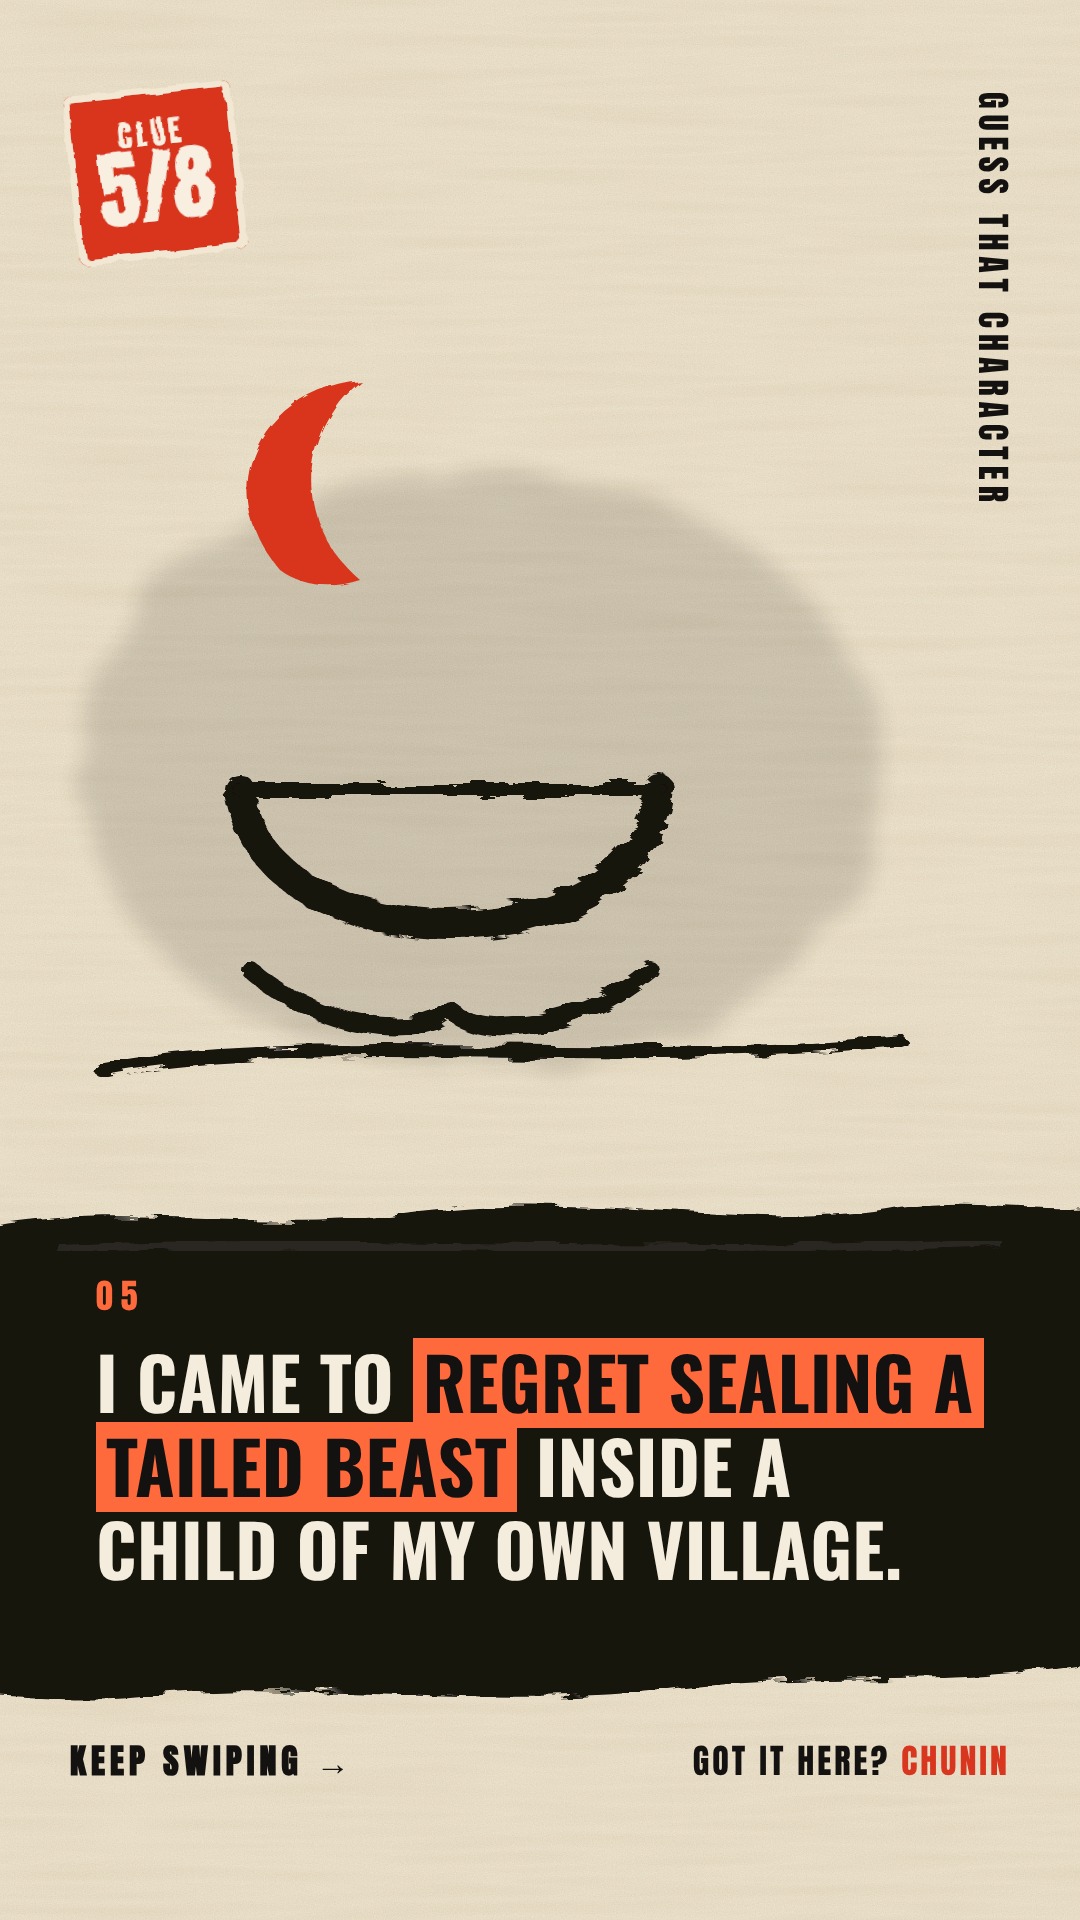 CLUE
5/8
GUESS THAT CHARACTER
05
I CAME TO REGRET SEALING A
TAILED BEAST INSIDE A
CHILD OF MY OWN VILLAGE.
KEEP SWIPING →
GOT IT HERE? CHUNIN